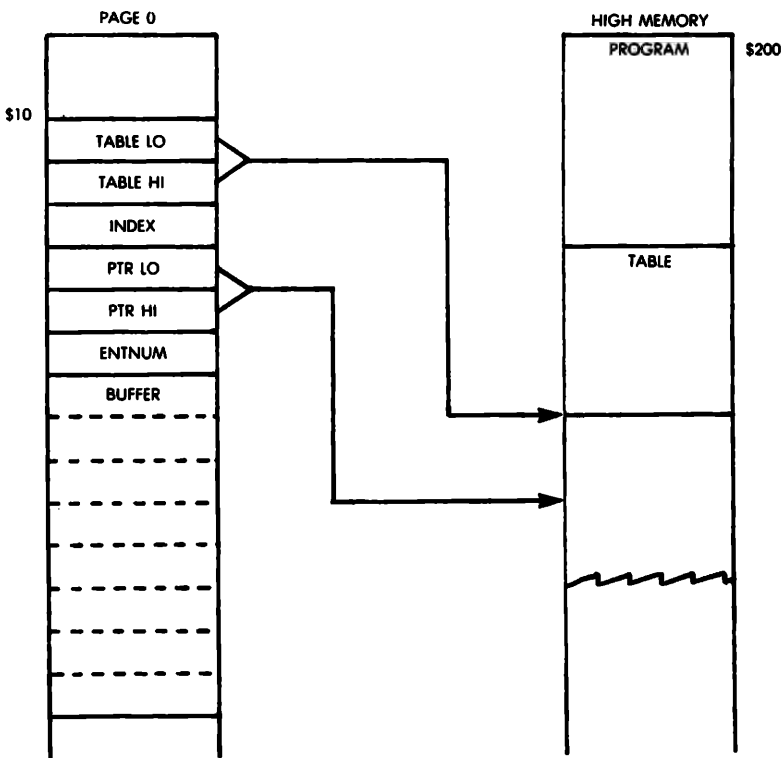 PAGE 0
$10
TABLE LO
TABLE HI
INDEX
PTR LO
PTR HI
ENTNUM
BUFFER
HIGH MEMORY
PROGRAM
$200
TABLE